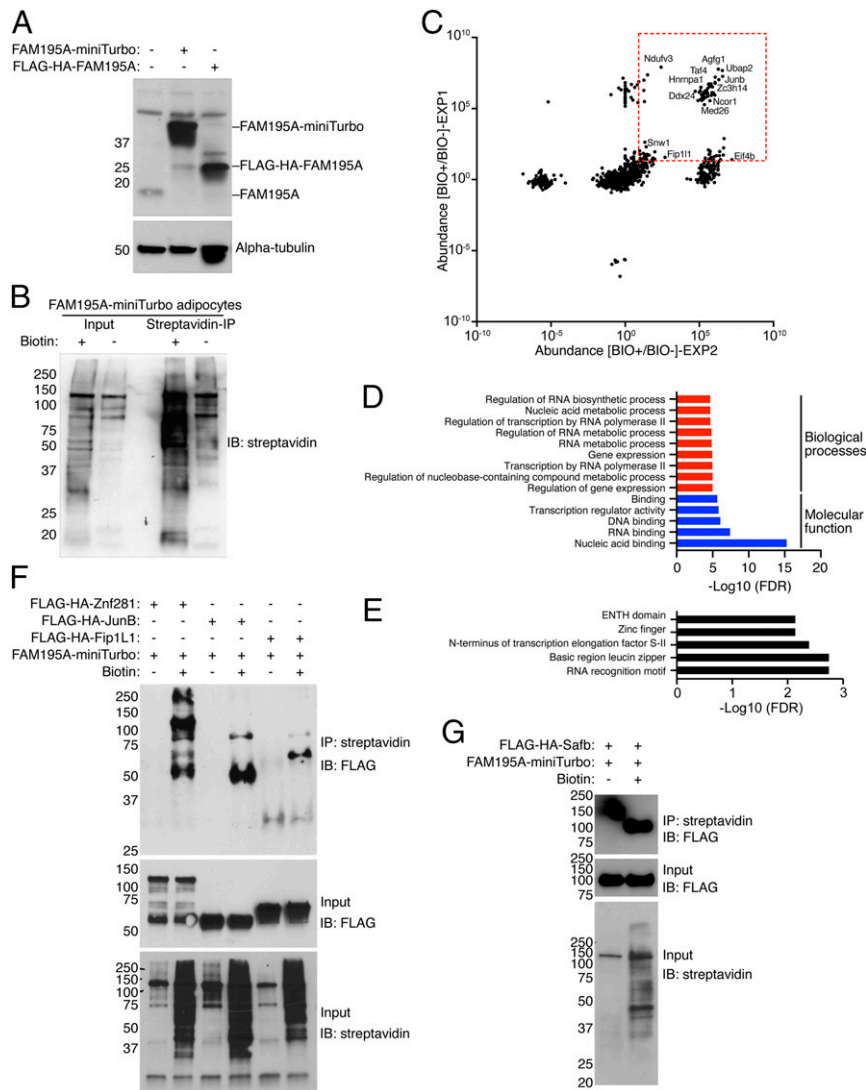 A
FAM195A-miniTurbo: - + -
FLAG-HA-FAM195A: - - +
37
25
20
50
FAM195A-miniTurbo
FLAG-HA-FAM195A
FAM195A
Alpha-tubulin
B
FAM195A-miniTurbo adipocytes
Input Streptavidin-IP
Biotin: + - + -
250
150
100
75
50
37
25
20
IB: streptavidin
C
Abundance [BIO+/BIO-]-EXP1
10^10
10^5
10^0
10^-5
10^-10
Ndufv3
Agfg1
Taf4
Ubap2
Hnrnpa1
Junb
Zc3h14
Ddx24
Ncor1
Med26
Snw1
Fip1l1
Eif4b
10^-10 10^-5 10^0 10^5 10^10
Abundance [BIO+/BIO-]-EXP2
D
Regulation of RNA biosynthetic process
Nucleic acid metabolic process
Regulation of transcription by RNA polymerase II
Regulation of RNA metabolic process
RNA metabolic process
Gene expression
Transcription by RNA polymerase II
Regulation of nucleobase-containing compound metabolic process
Regulation of gene expression
Binding
Transcription regulator activity
DNA binding
RNA binding
Nucleic acid binding
Biological
processes
Molecular
function
0 5 10 15 20
-Log10 (FDR)
E
ENTH domain
Zinc finger
N-terminus of transcription elongation factor S-II
Basic region leucin zipper
RNA recognition motif
0 1 2 3
-Log10 (FDR)
F
FLAG-HA-Znf281: + +
FLAG-HA-JunB: + +
FLAG-HA-Fip1L1: + +
FAM195A-miniTurbo: + + + + + +
Biotin: - + - + - +
250
150
100
75
50
37
25
IP: streptavidin
IB: FLAG
150
100
75
50
Input
IB: FLAG
250
150
100
75
50
37
Input
IB: streptavidin
G
FLAG-HA-Safb: + +
FAM195A-miniTurbo: + +
Biotin: - +
250
150
100
75
IP: streptavidin
IB: FLAG
250
150
100
75
Input
IB: FLAG
250
150
100
75
50
37
25
20
Input
IB: streptavidin